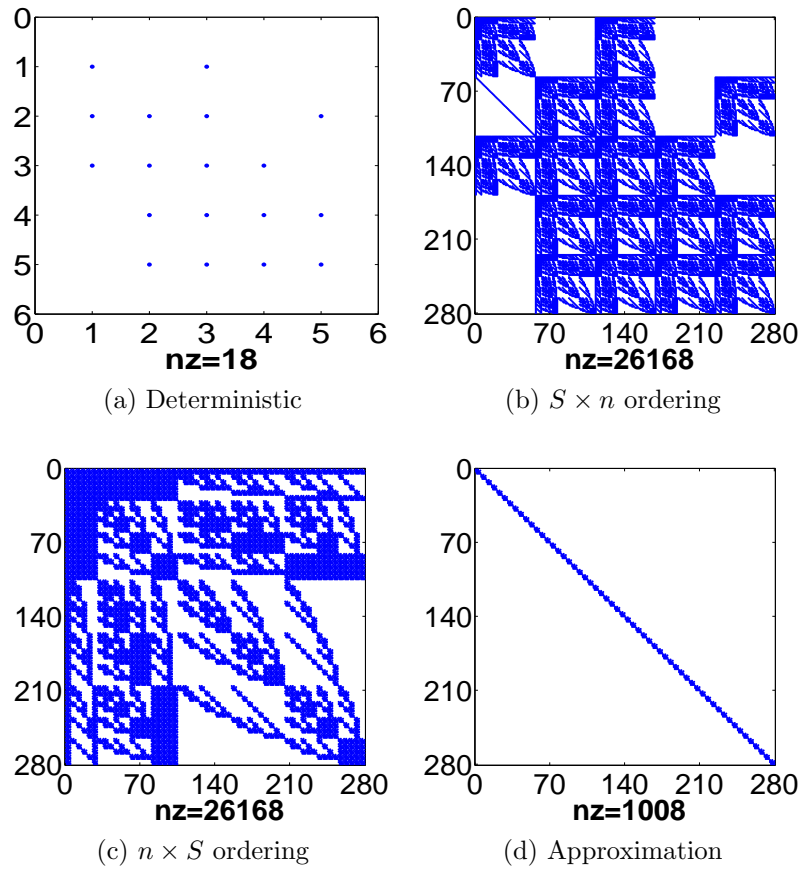 0
1
2
3
4
5
6
0 1 2 3 4 5 6
nz=18
(a) Deterministic
0
70
140
210
280
0 70 140 210 280
nz=26168
(b) S × n ordering
0
70
140
210
280
0 70 140 210 280
nz=26168
(c) n × S ordering
0
70
140
210
280
0 70 140 210 280
nz=1008
(d) Approximation